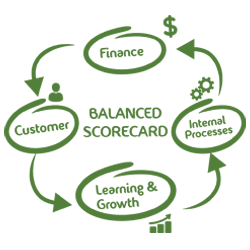 $
Finance
Customer
BALANCED
SCORECARD
Internal
Processes
Learning &
Growth